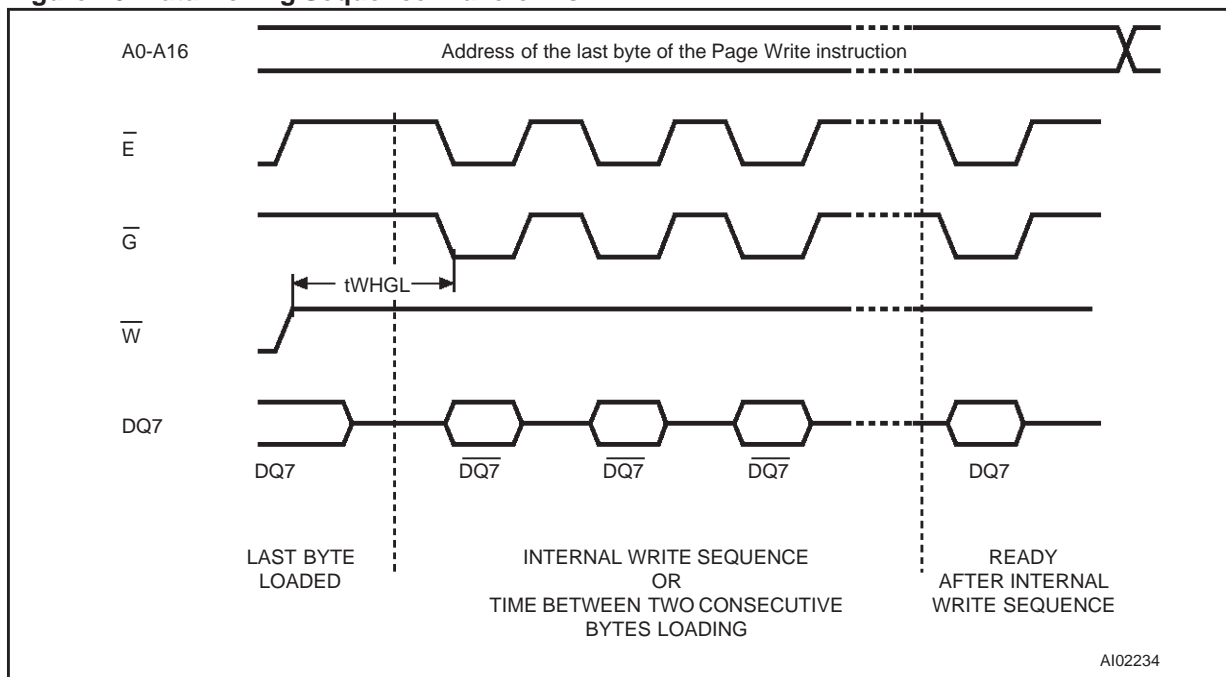 A0-A16
Address of the last byte of the Page Write instruction
E
G
tWHGL
W
DQ7
DQ7
DQ7
DQ7
DQ7
DQ7
LAST BYTE
LOADED
INTERNAL WRITE SEQUENCE
OR
TIME BETWEEN TWO CONSECUTIVE
BYTES LOADING
READY
AFTER INTERNAL
WRITE SEQUENCE
AI02234